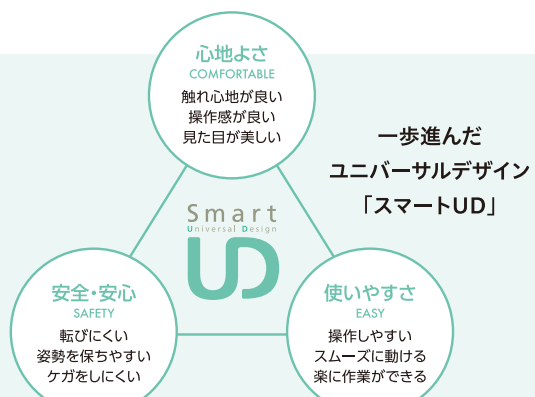 心地よさ
COMFORTABLE
触れ心地が良い
操作感が良い
見た目が美しい
一歩進んだ
ユニバーサルデザイン
「スマートUD」
Smart
Universal Design
UD
安全・安心
SAFETY
転びにくい
姿勢を保ちやすい
ケガをしにくい
使いやすさ
EASY
操作しやすい
スムーズに動ける
楽に作業ができる